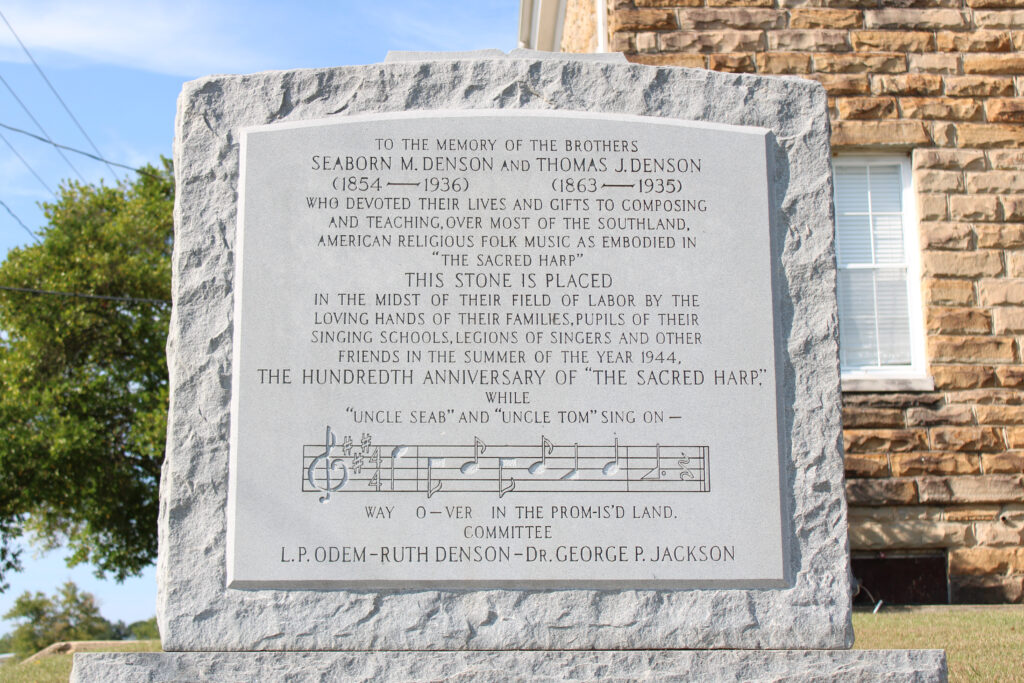 TO THE MEMORY OF THE BROTHERS
SEABORN M. DENSON AND THOMAS J. DENSON
(1854 — 1936) (1863 — 1935)
WHO DEVOTED THEIR LIVES AND GIFTS TO COMPOSING
AND TEACHING, OVER MOST OF THE SOUTHLAND,
AMERICAN RELIGIOUS FOLK MUSIC AS EMBODIED IN
"THE SACRED HARP"
THIS STONE IS PLACED
IN THE MIDST OF THEIR FIELD OF LABOR BY THE
LOVING HANDS OF THEIR FAMILIES, PUPILS OF THEIR
SINGING SCHOOLS, LEGIONS OF SINGERS AND OTHER
FRIENDS IN THE SUMMER OF THE YEAR 1944,
THE HUNDREDTH ANNIVERSARY OF "THE SACRED HARP,"
WHILE
"UNCLE SEAB" AND "UNCLE TOM" SING ON —
4
4
WAY O — VER IN THE PROM-IS'D LAND.
COMMITTEE
L. P. ODEM — RUTH DENSON — DR. GEORGE P. JACKSON